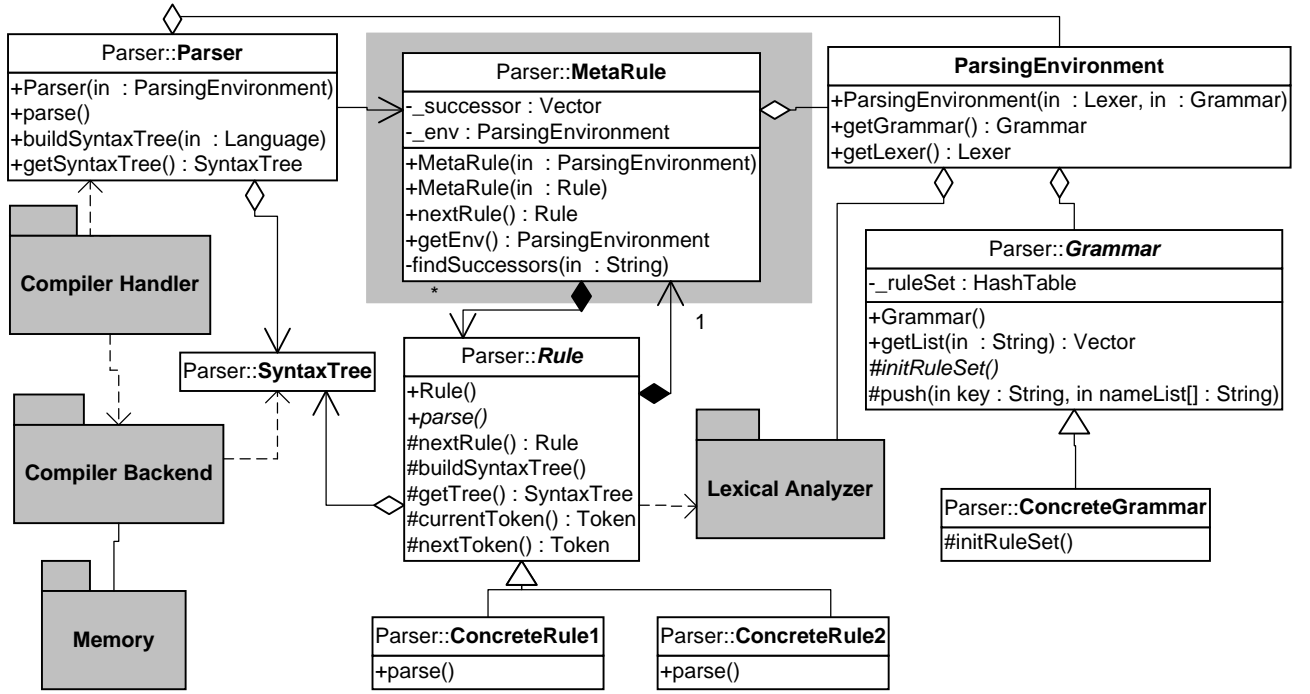 Parser::Parser
+Parser(in : ParsingEnvironment)
+parse()
+buildSyntaxTree(in : Language)
+getSyntaxTree() : SyntaxTree
Parser::MetaRule
-_successor : Vector
-_env : ParsingEnvironment
+MetaRule(in : ParsingEnvironment)
+MetaRule(in : Rule)
+nextRule() : Rule
+getEnv() : ParsingEnvironment
-findSuccessors(in : String)
ParsingEnvironment
+ParsingEnvironment(in : Lexer, in : Grammar)
+getGrammar() : Grammar
+getLexer() : Lexer
Compiler Handler
*
1
Parser::Grammar
-_ruleSet : HashTable
+Grammar()
+getList(in : String) : Vector
#initRuleSet()
#push(in key : String, in nameList[] : String)
Parser::SyntaxTree
Parser::Rule
+Rule()
+parse()
#nextRule() : Rule
#buildSyntaxTree()
#getTree() : SyntaxTree
#currentToken() : Token
#nextToken() : Token
Compiler Backend
Lexical Analyzer
Parser::ConcreteGrammar
#initRuleSet()
Memory
Parser::ConcreteRule1
+parse()
Parser::ConcreteRule2
+parse()